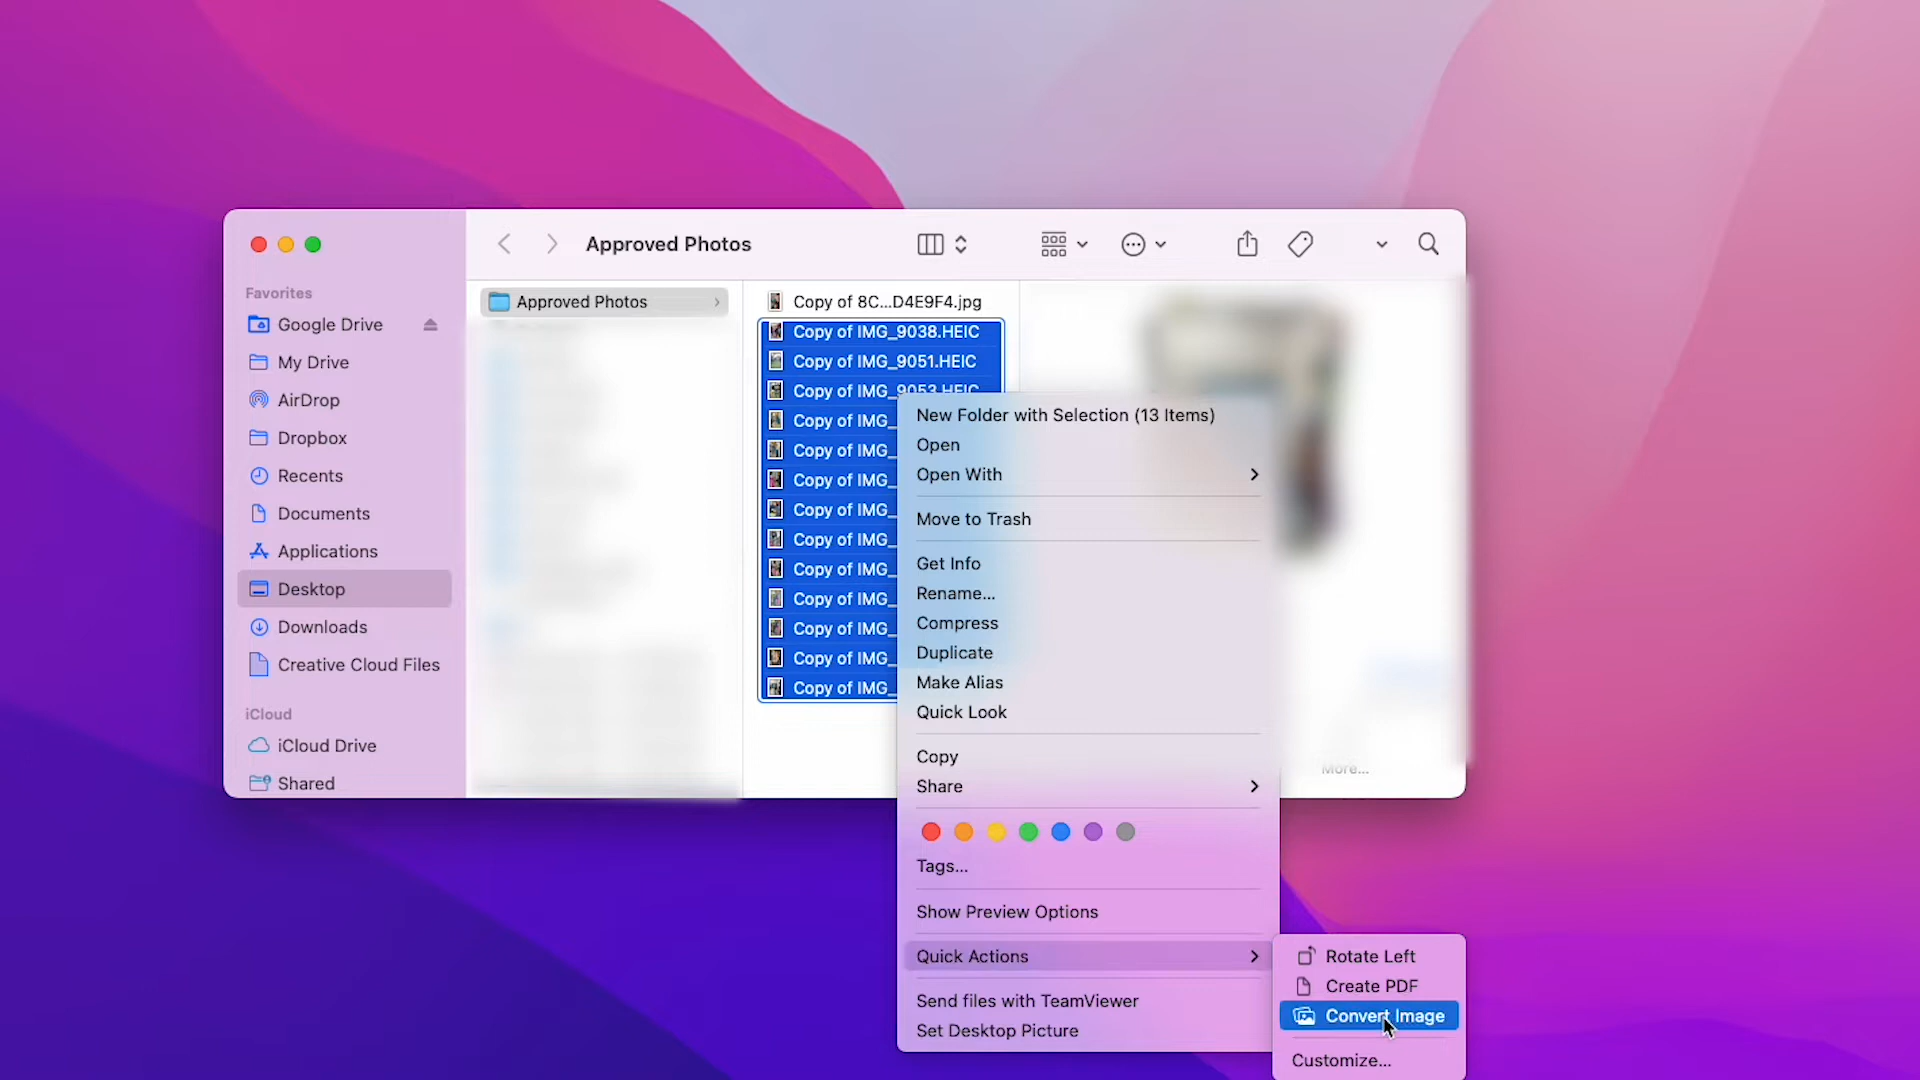 Approved Photos
Favorites
Google Drive
My Drive
AirDrop
Dropbox
Recents
Documents
Applications
Desktop
Downloads
Creative Cloud Files
iCloud
iCloud Drive
Shared
Approved Photos
Copy of 8C...D4E9F4.jpg
Copy of IMG_9038.HEIC
Copy of IMG_9051.HEIC
Copy of IMG_9053.HEIC
Copy of IMG_
Copy of IMG_
Copy of IMG_
Copy of IMG_
Copy of IMG_
Copy of IMG_
Copy of IMG_
Copy of IMG_
Copy of IMG_
Copy of IMG_
More...
New Folder with Selection (13 Items)
Open
Open With
Move to Trash
Get Info
Rename...
Compress
Duplicate
Make Alias
Quick Look
Copy
Share
Tags...
Show Preview Options
Quick Actions
Send files with TeamViewer
Set Desktop Picture
Rotate Left
Create PDF
Convert Image
Customize...